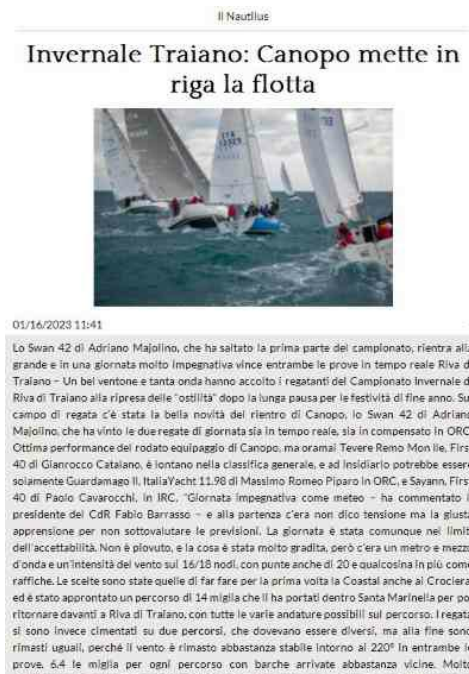 Il Nautilus
Invernale Traiano: Canopo mette in
riga la flotta
01/16/2023 11:41
Lo Swan 42 di Adriano Majolino, che ha saltato la prima parte del campionato, rientra alla
grande e in una giornata molto impegnativa vince entrambe le prove in tempo reale Riva di
Traiano – Un bel ventone e tanta onda hanno accolto i regatanti del Campionato Invernale di
Riva di Traiano alla ripresa delle "ostilità" dopo la lunga pausa per le festività di fine anno. Sul
campo di regata c'è stata la bella novità del rientro di Canopo, lo Swan 42 di Adriano
Majolino, che ha vinto le due regate di giornata sia in tempo reale, sia in compensato in ORC.
Ottima performance del rodato equipaggio di Canopo, ma oramai Tevere Remo Mon Ile, First
40 di Gianrocco Catalano, è lontano nella classifica generale, e ad insidiarlo potrebbe essere
solamente Guardamago II, ItaliaYacht 11.98 di Massimo Romeo Piparo in ORC, e Sayann, First
40 di Paolo Cavarocchi, in IRC. "Giornata impegnativa come meteo – ha commentato il
presidente del CdR Fabio Barrasso – e alla partenza c'era non dico tensione ma la giusta
apprensione per non sottovalutare le previsioni. La giornata è stata comunque nei limiti
dell'accettabilità. Non è piovuto, e la cosa è stata molto gradita, però c'era un metro e mezzo
d'onda e un'intensità del vento sui 16/18 nodi, con punte anche di 20 e qualcosina in più come
raffiche. Le scelte sono state quelle di far fare per la prima volta la Coastal anche ai Crociera
ed è stato approntato un percorso di 14 miglia che li ha portati dentro Santa Marinella per poi
ritornare davanti a Riva di Traiano, con tutte le varie andature possibili sul percorso. I regata
si sono invece cimentati su due percorsi, che dovevano essere diversi, ma alla fine sono
rimasti uguali, perché il vento è rimasto abbastanza stabile intorno ai 220° in entrambe le
prove. 6.4 le miglia per ogni percorso con barche arrivate abbastanza vicine. Molto